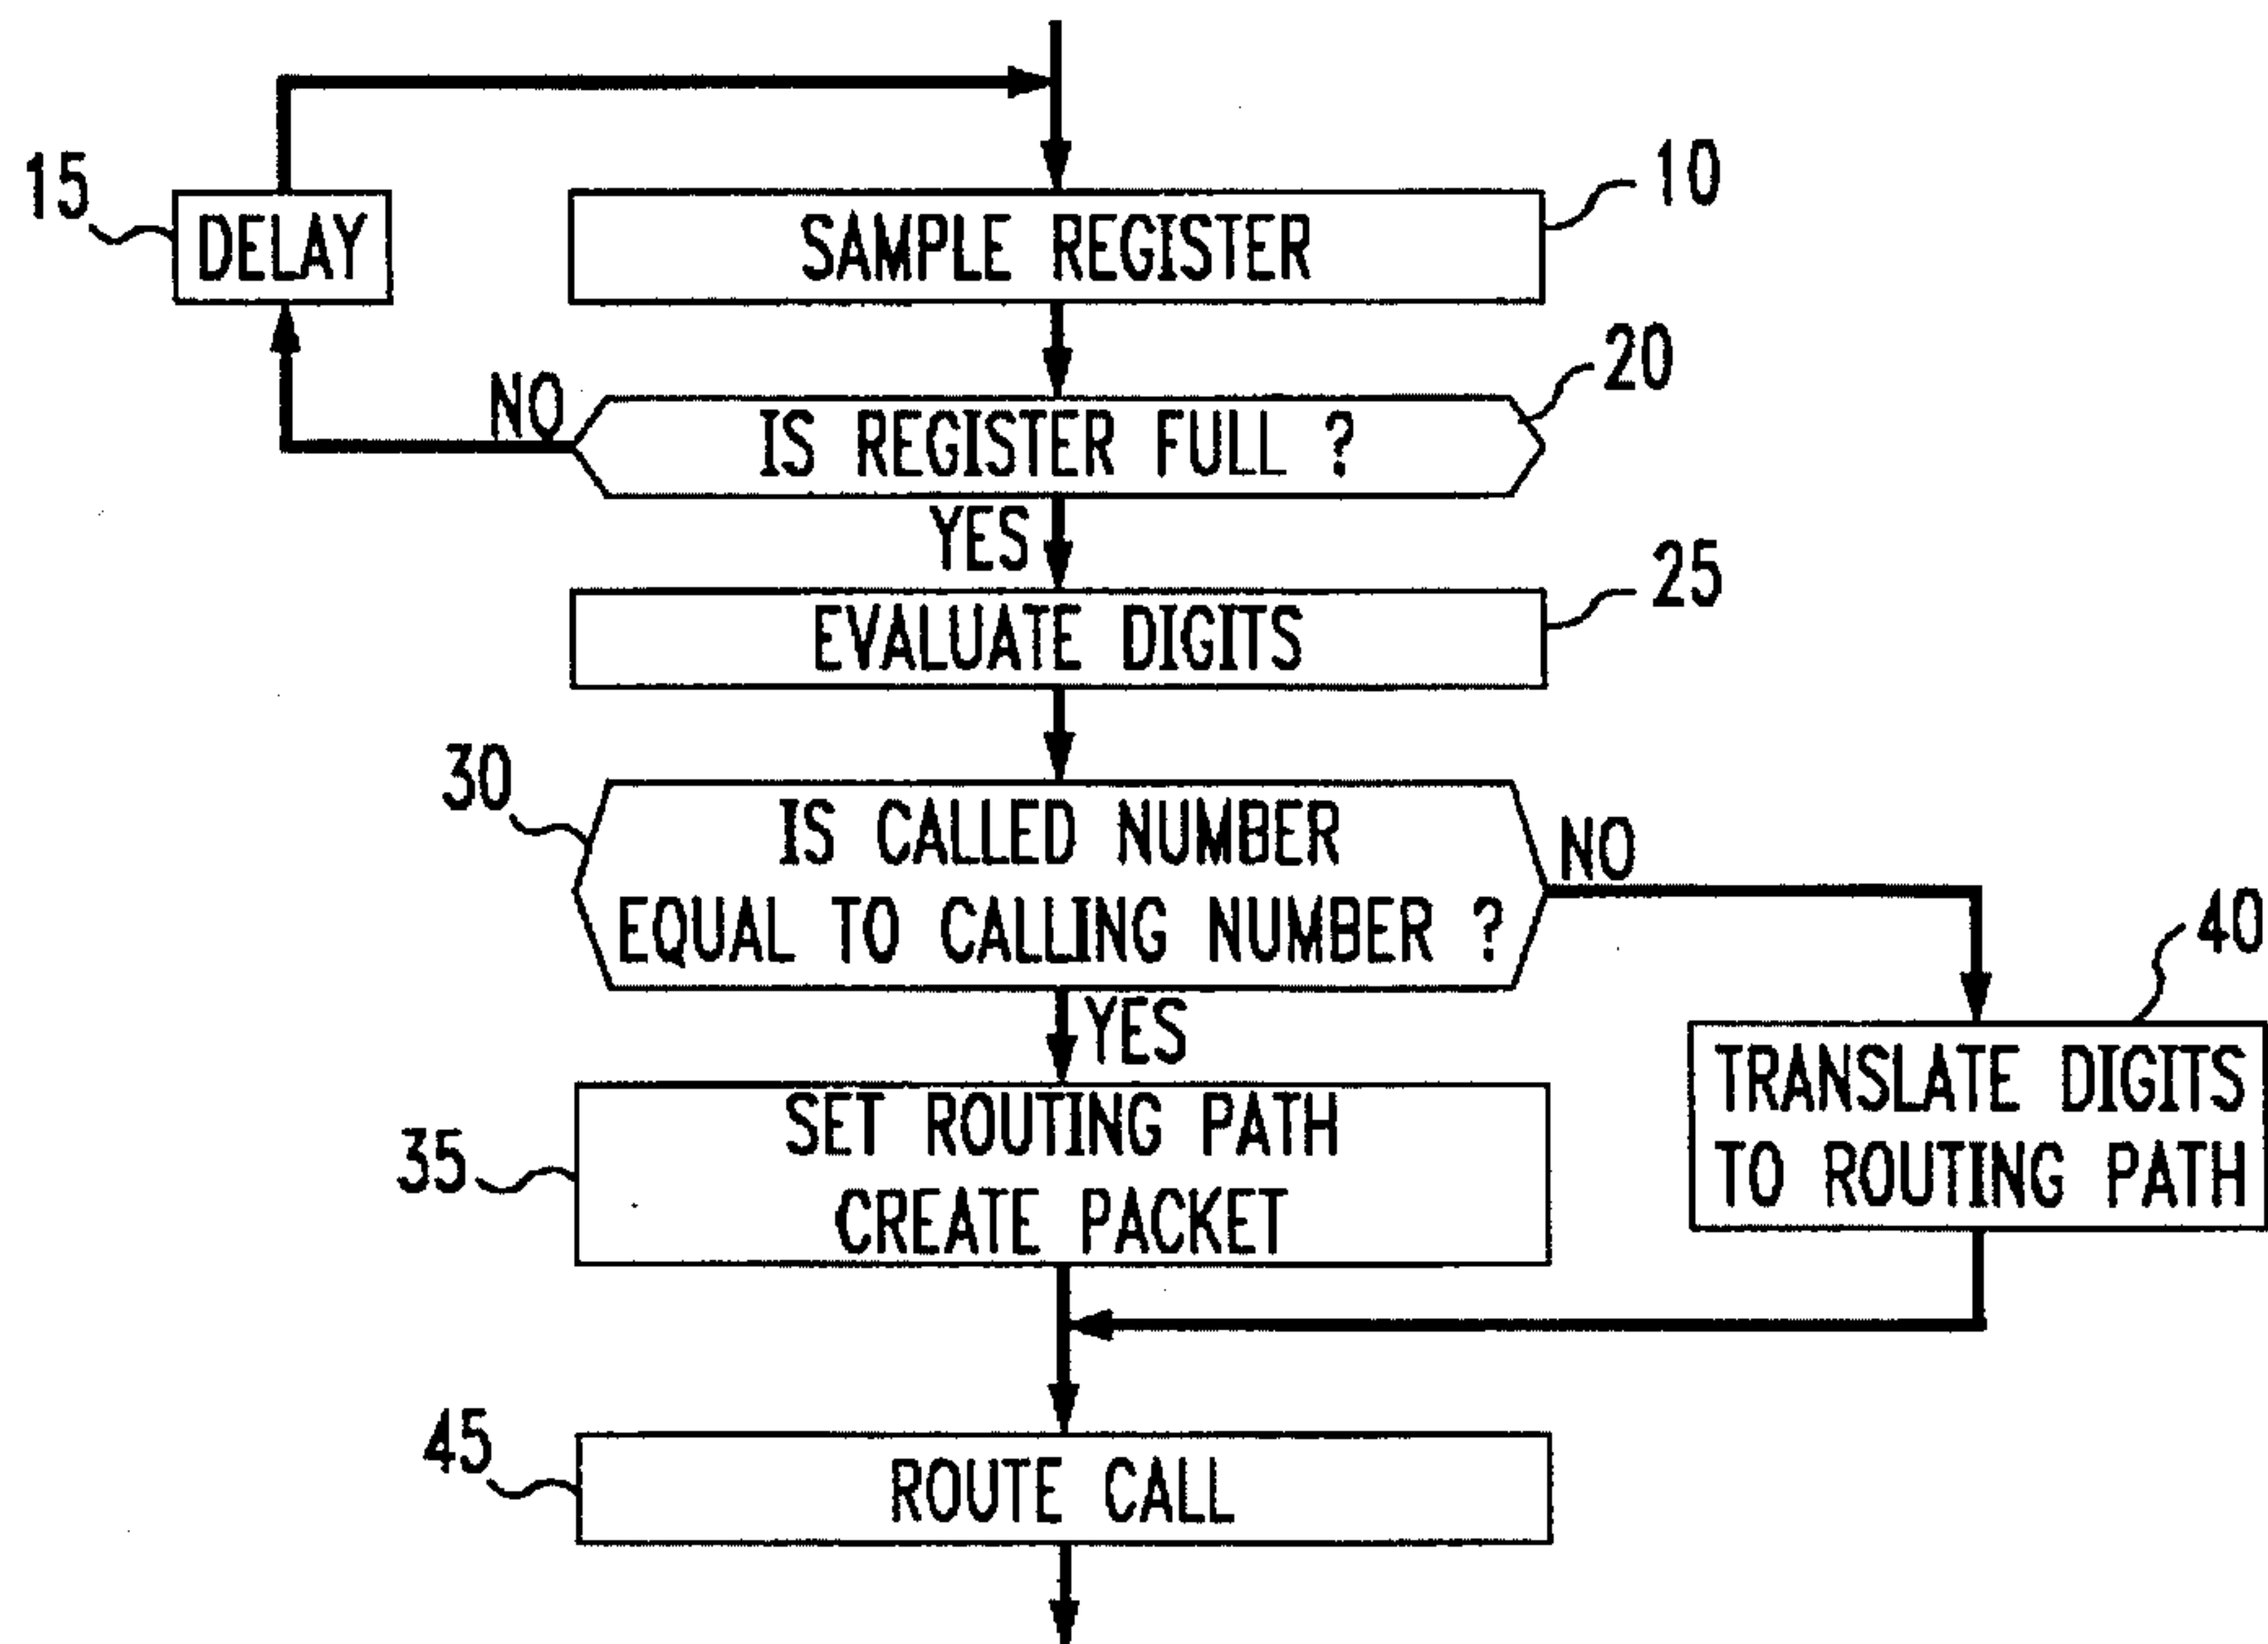 15
DELAY
SAMPLE REGISTER
10
NO
IS REGISTER FULL ?
20
YES
EVALUATE DIGITS
25
30
IS CALLED NUMBER
EQUAL TO CALLING NUMBER ?
NO
40
YES
TRANSLATE DIGITS
TO ROUTING PATH
35
SET ROUTING PATH
CREATE PACKET
45
ROUTE CALL